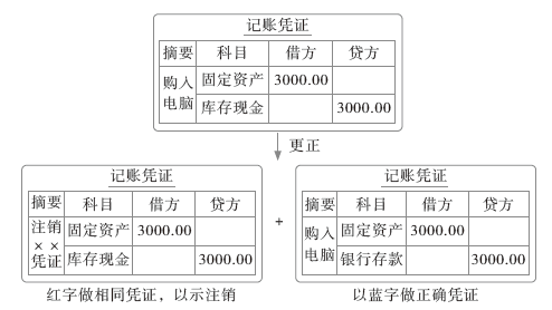 记账凭证
摘要 科目 借方 贷方
购入 固定资产 3000.00
电脑 库存现金 3000.00
更正
记账凭证
摘要 科目 借方 贷方
注销 固定资产 3000.00
××
凭证 库存现金 3000.00
红字做相同凭证，以示注销
+
记账凭证
摘要 科目 借方 贷方
购入 固定资产 3000.00
电脑 银行存款 3000.00
以蓝字做正确凭证